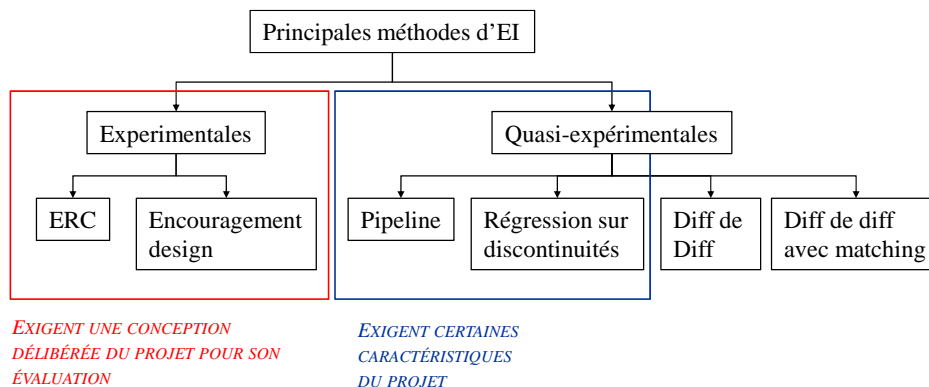 Principales méthodes d’EI
Experimentales
Quasi-expérimentales
ERC
Encouragement
design
Pipeline
Régression sur
discontinuités
Diff de
Diff
Diff de diff
avec matching
EXIGENT UNE CONCEPTION
DÉLIBÉRÉE DU PROJET POUR SON
ÉVALUATION
EXIGENT CERTAINES
CARACTÉRISTIQUES
DU PROJET